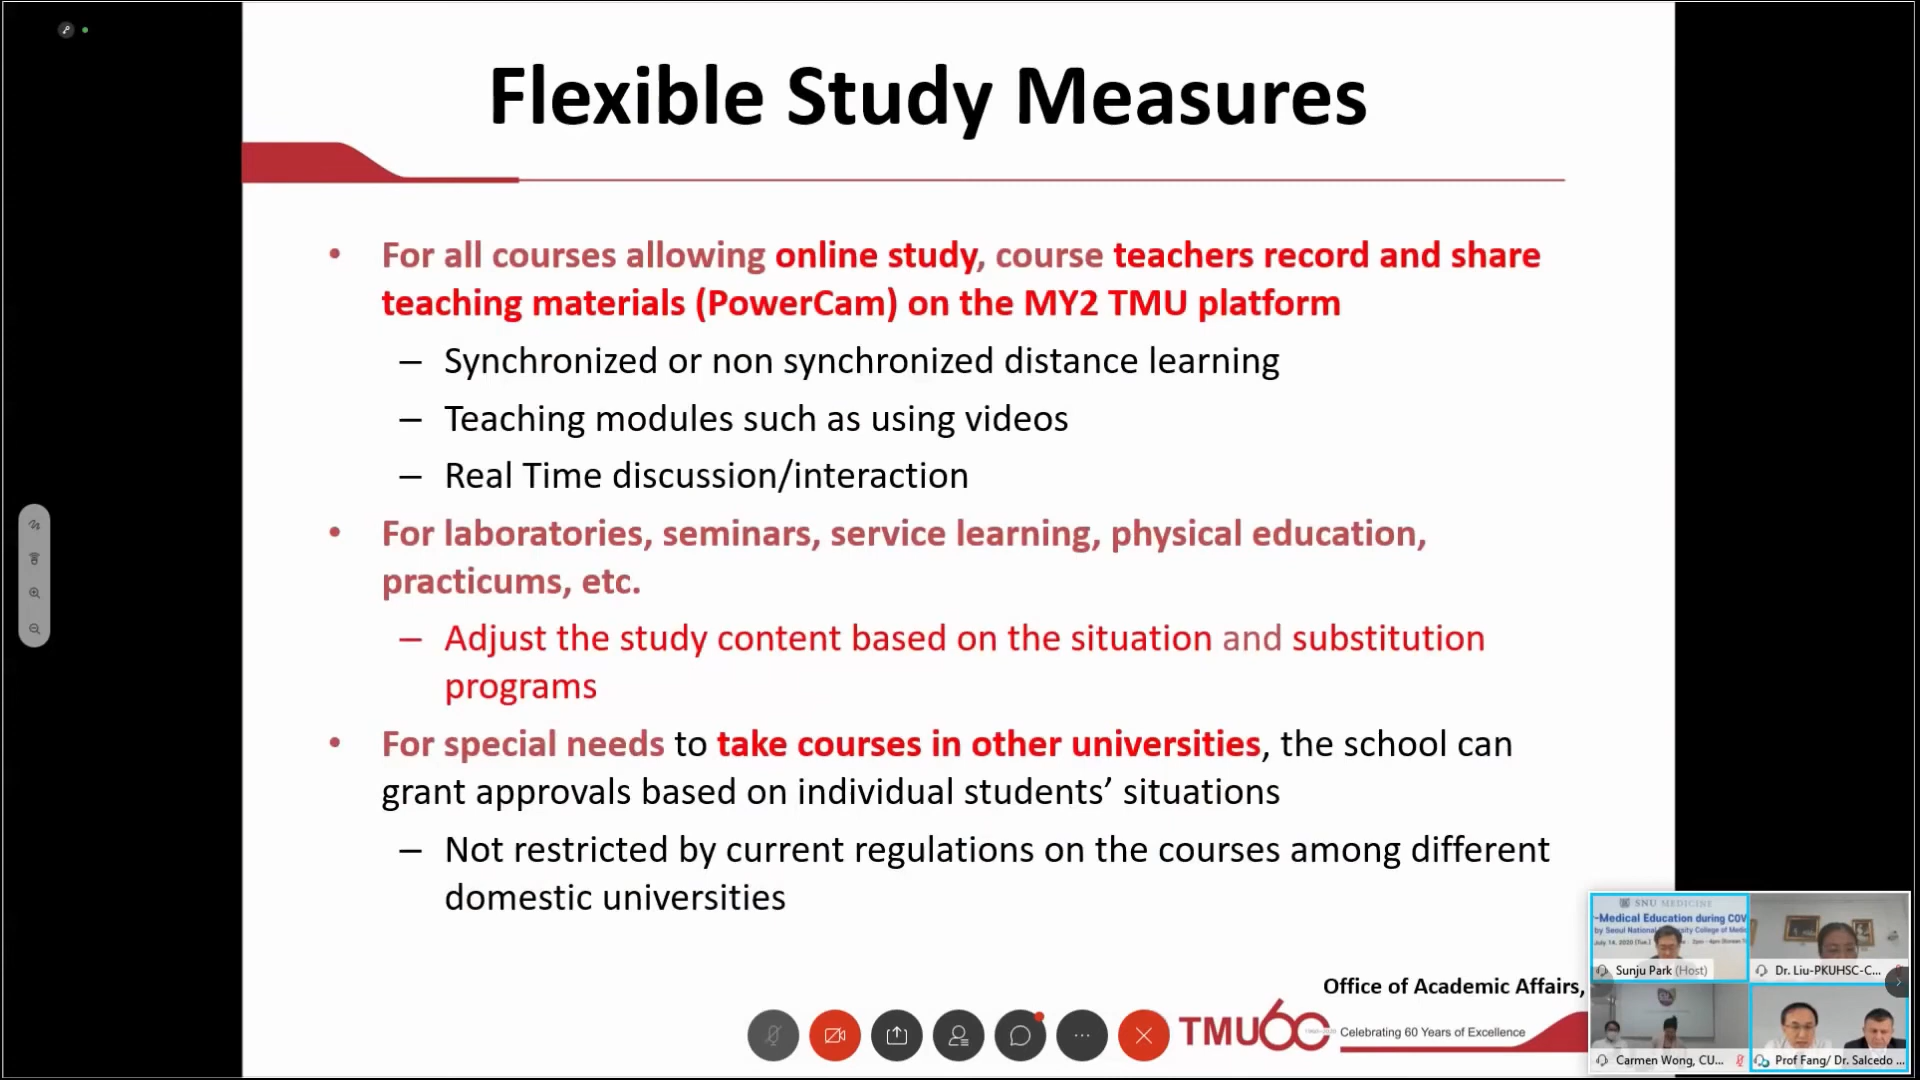 Flexible Study Measures
• For all courses allowing online study, course teachers record and share
teaching materials (PowerCam) on the MY2 TMU platform
– Synchronized or non synchronized distance learning
– Teaching modules such as using videos
– Real Time discussion/interaction
• For laboratories, seminars, service learning, physical education,
practicums, etc.
– Adjust the study content based on the situation and substitution
programs
• For special needs to take courses in other universities, the school can
grant approvals based on individual students’ situations
– Not restricted by current regulations on the courses among different
domestic universities
Office of Academic Affairs,
TMU60
Celebrating 60 Years of Excellence
SNU MEDICINE
-Medical Education during COV
by Seoul National University College of Medic
July 14, 2020 (Tue.)
Sunju Park (Host)
Dr. Liu-PKUHSC-C...
Carmen Wong, CU...
Prof Fang/ Dr. Salcedo ...